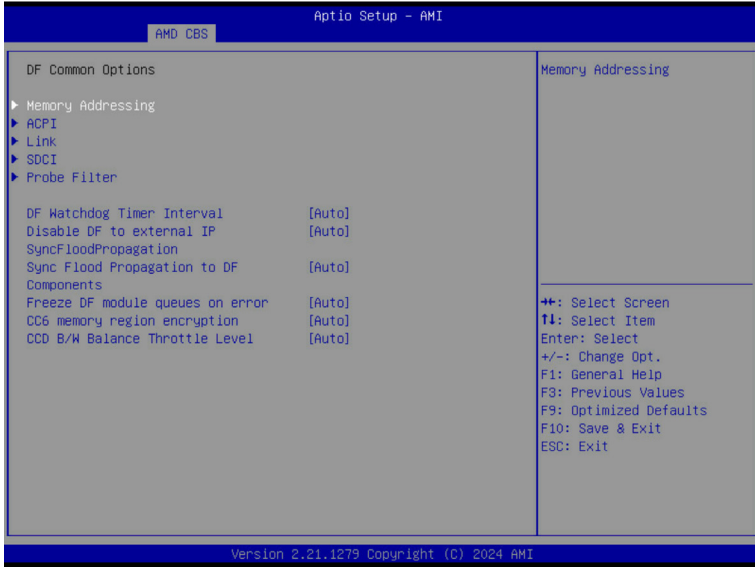 Aptio Setup – AMI
AMD CBS
DF Common Options
Memory Addressing
ACPI
Link
SDCI
Probe Filter
DF Watchdog Timer Interval [Auto]
Disable DF to external IP [Auto]
SyncFloodPropagation
Sync Flood Propagation to DF [Auto]
Components
Freeze DF module queues on error [Auto]
CC6 memory region encryption [Auto]
CCD B/W Balance Throttle Level [Auto]
Memory Addressing
→←: Select Screen
↑↓: Select Item
Enter: Select
+/-: Change Opt.
F1: General Help
F3: Previous Values
F9: Optimized Defaults
F10: Save & Exit
ESC: Exit
Version 2.21.1279 Copyright (C) 2024 AMI